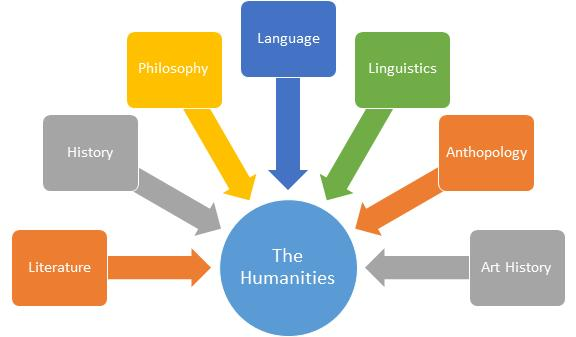 Language
Philosophy
Linguistics
History
Anthopology
Literature
The
Humanities
Art History